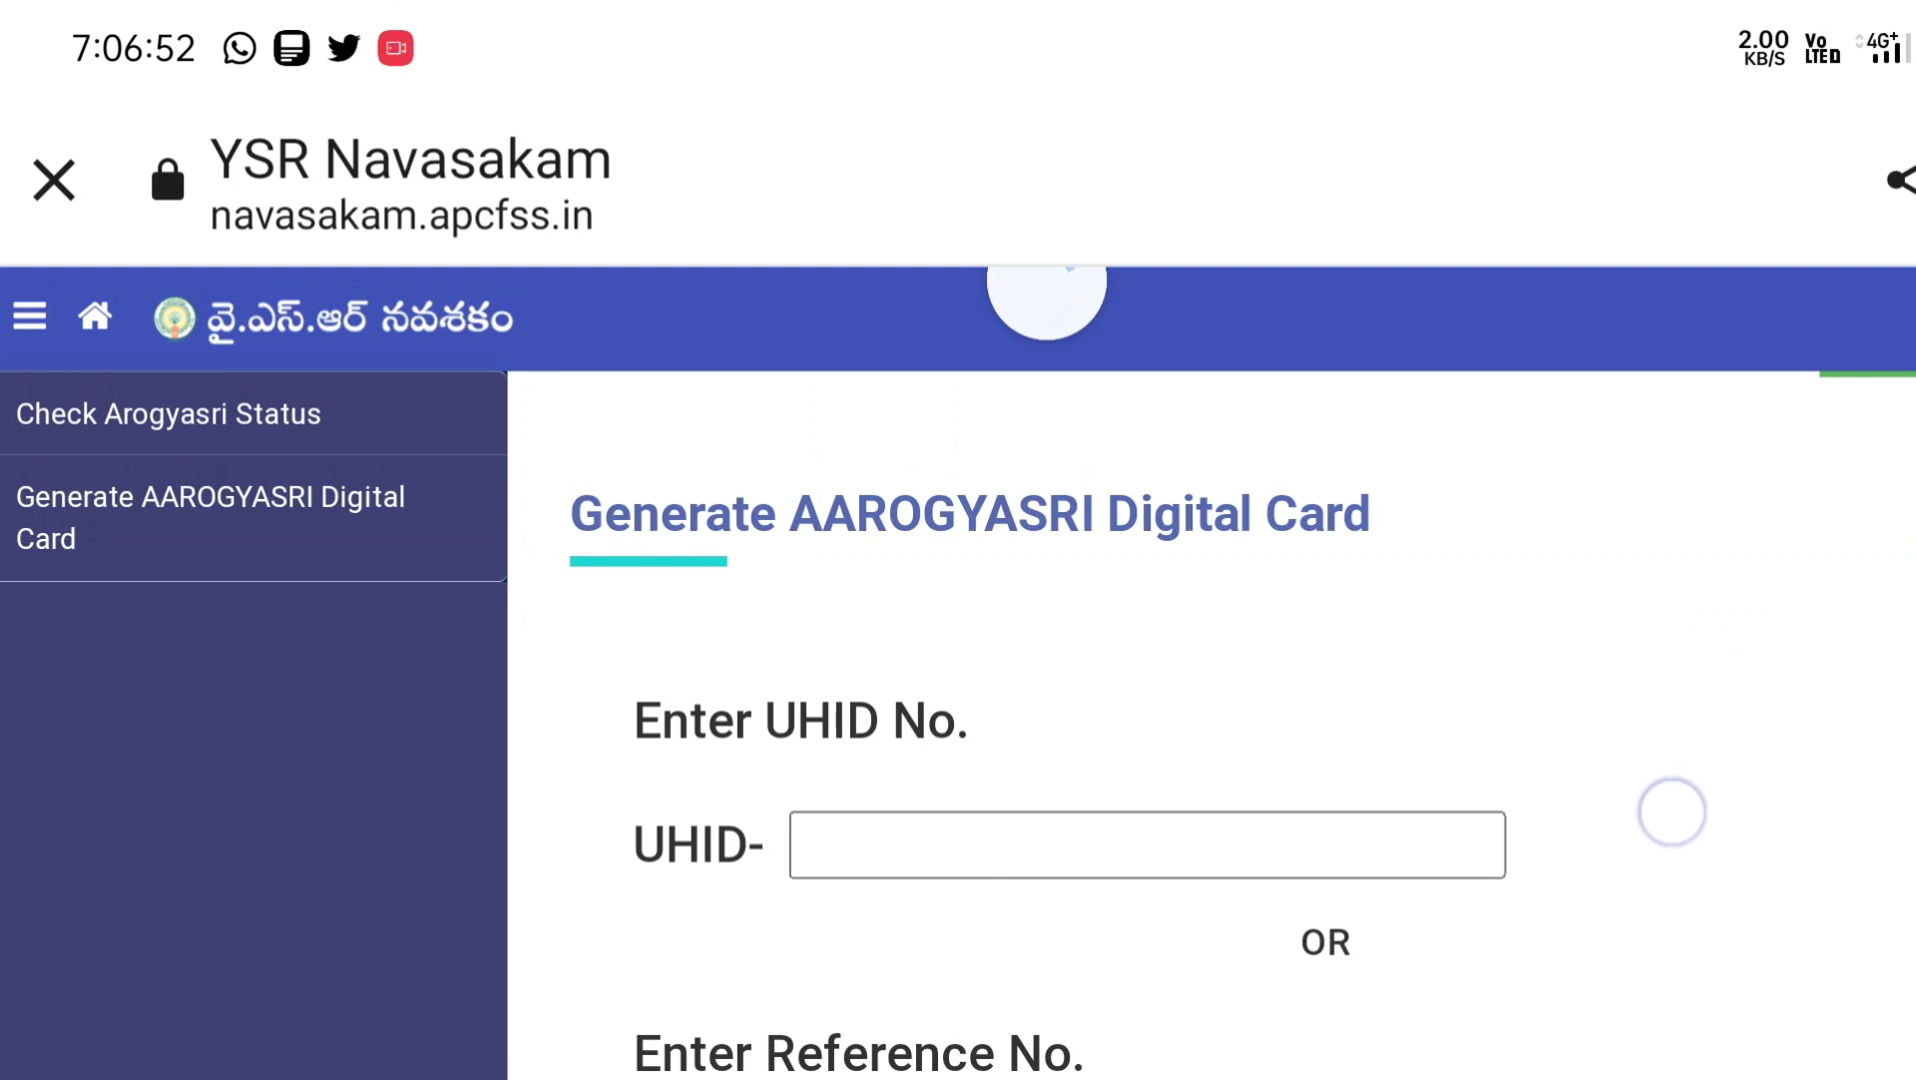 7:06:52
2.00
KB/S
Vo
LTE
4G+
YSR Navasakam
navasakam.apcfss.in
వై.ఎస్.ఆర్ నవశకం
Check Arogyasri Status
Generate AAROGYASRI Digital
Card
Generate AAROGYASRI Digital Card
Enter UHID No.
UHID-
OR
Enter Reference No.